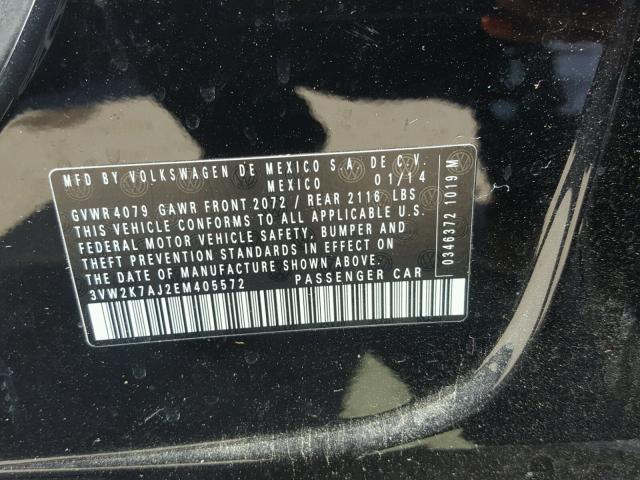 MFD BY VOLKSWAGEN DE MEXICO S.A. DE C.V.
MEXICO 01/14
GVWR 4079 GAWR FRONT 2072 / REAR 2116 LBS
THIS VEHICLE CONFORMS TO ALL APPLICABLE U.S.
FEDERAL MOTOR VEHICLE SAFETY, BUMPER AND
THEFT PREVENTION STANDARDS IN EFFECT ON
THE DATE OF MANUFACTURE SHOWN ABOVE.
3VW2K7AJ2EM405572 PASSENGER CAR
0346372 1019 M